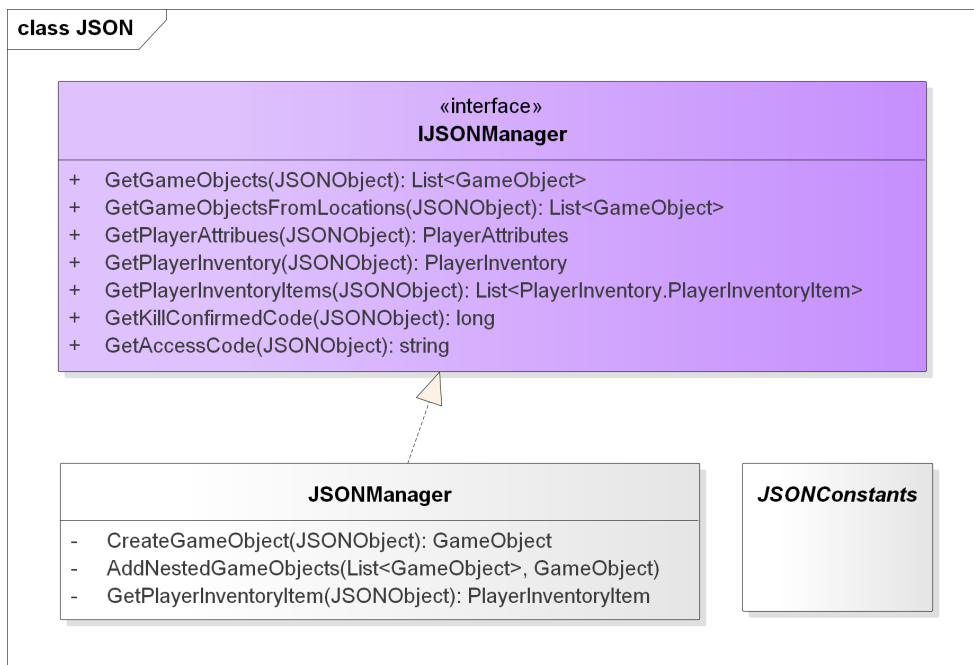 class JSON
«interface»
IJSONManager
+ GetGameObjects(JSONObject): List<GameObject>
+ GetGameObjectsFromLocations(JSONObject): List<GameObject>
+ GetPlayerAttribues(JSONObject): PlayerAttributes
+ GetPlayerInventory(JSONObject): PlayerInventory
+ GetPlayerInventoryItems(JSONObject): List<PlayerInventory.PlayerInventoryItem>
+ GetKillConfirmedCode(JSONObject): long
+ GetAccessCode(JSONObject): string
JSONManager
- CreateGameObject(JSONObject): GameObject
- AddNestedGameObjects(List<GameObject>, GameObject)
- GetPlayerInventoryItem(JSONObject): PlayerInventoryItem
JSONConstants